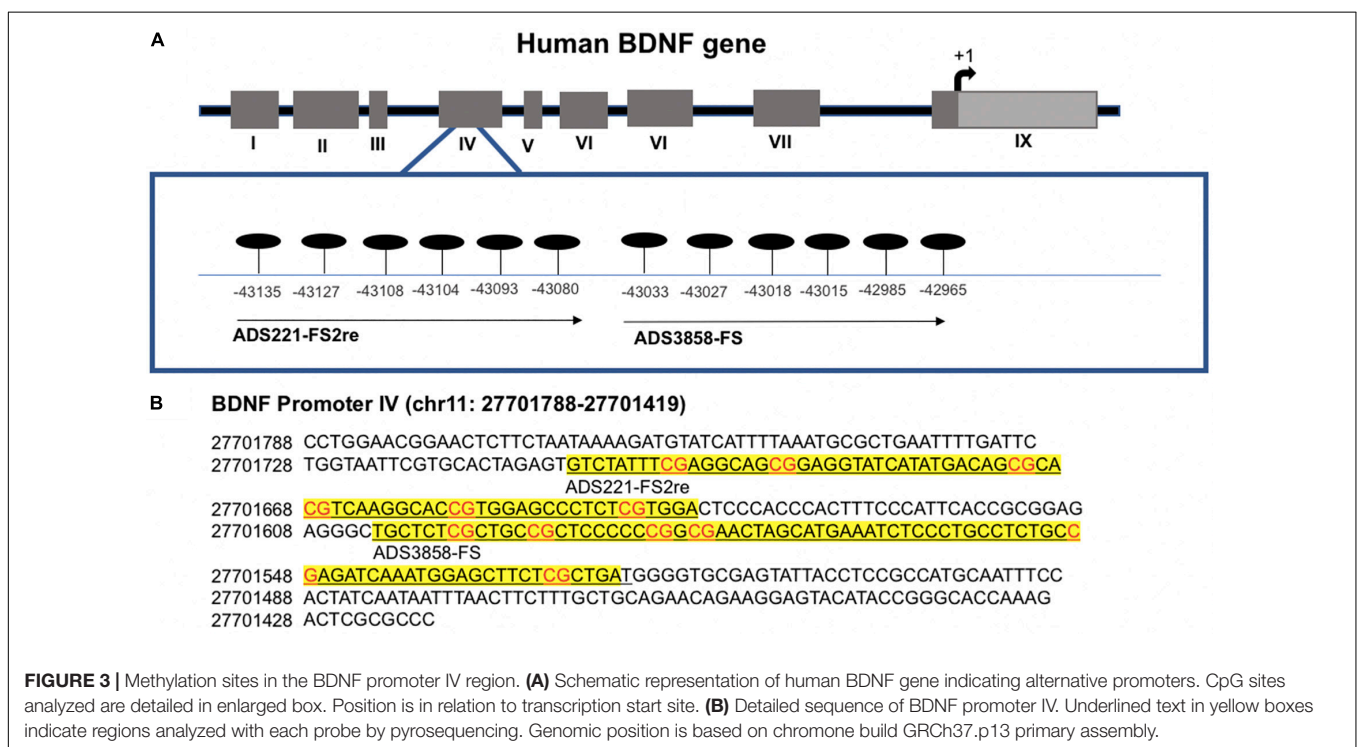 A
Human BDNF gene
+1
I II III IV V VI VI VII IX
-43135 -43127 -43108 -43104 -43093 -43080 -43033 -43027 -43018 -43015 -42985 -42965
ADS221-FS2re ADS3858-FS
B BDNF Promoter IV (chr11: 27701788-27701419)
27701788 CCTGGAACGGAACTCTTCTAATAAAAGATGTATCATTTTAAATGCGCTGAATTTTGATTC
27701728 TGGTAATTCGTGCACTAGAGTGTCTATTTCGAGGCAGCGGAGGTATCATATGACAGCGCA
ADS221-FS2re
27701668 CGTCAAGGCACCGTGGAGCCCTCTCGTGGACTCCCACCCACTTTCCCATTCACCGCGGAG
27701608 AGGGCTGCTCTCGCTGCCGCTCCCCCCGGCGAACTAGCATGAAATCTCCCTGCCTCTGCC
ADS3858-FS
27701548 GAGATCAAATGGAGCTTCTCGCTGATGGGGTGCGAGTATTACCTCCGCCATGCAATTTCC
27701488 ACTATCAATAATTTAACTTCTTTGCTGCAGAACAGAAGGAGTACATACCGGGCACCAAAG
27701428 ACTCGCGCCC
FIGURE 3 | Methylation sites in the BDNF promoter IV region. (A) Schematic representation of human BDNF gene indicating alternative promoters. CpG sites
analyzed are detailed in enlarged box. Position is in relation to transcription start site. (B) Detailed sequence of BDNF promoter IV. Underlined text in yellow boxes
indicate regions analyzed with each probe by pyrosequencing. Genomic position is based on chromone build GRCh37.p13 primary assembly.